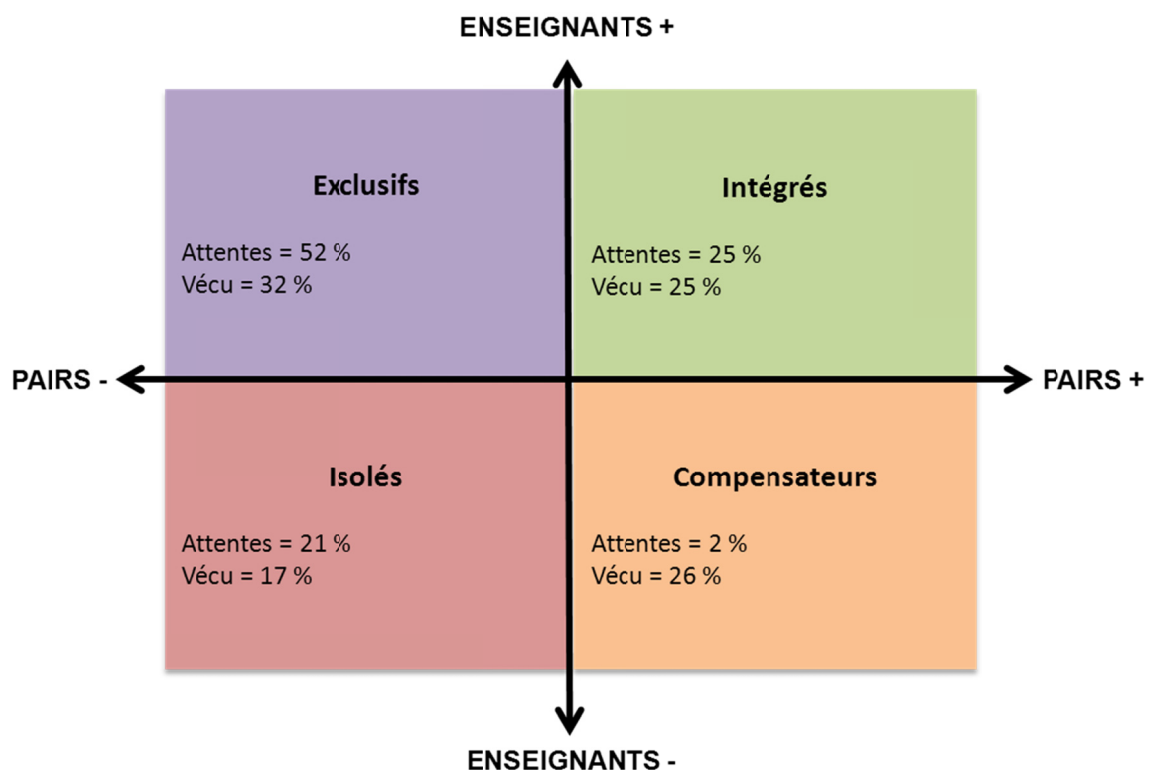 ENSEIGNANTS +
Exclusifs
Attentes = 52 %
Vécu = 32 %
Intégrés
Attentes = 25 %
Vécu = 25 %
PAIRS -
PAIRS +
Isolés
Attentes = 21 %
Vécu = 17 %
Compensateurs
Attentes = 2 %
Vécu = 26 %
ENSEIGNANTS -